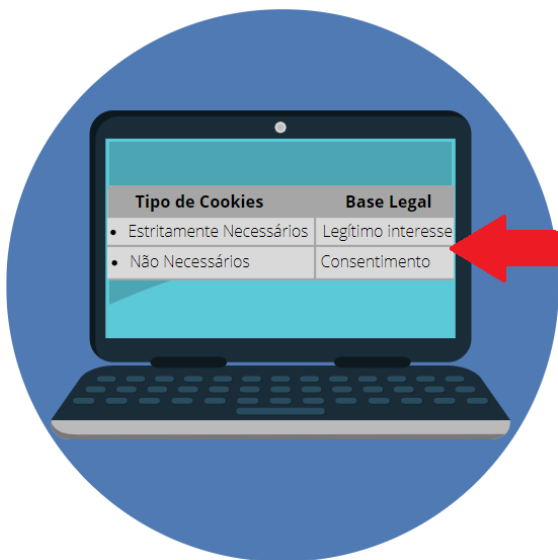 Tipo de Cookies Base Legal
• Estritamente Necessários Legítimo interesse
• Não Necessários Consentimento